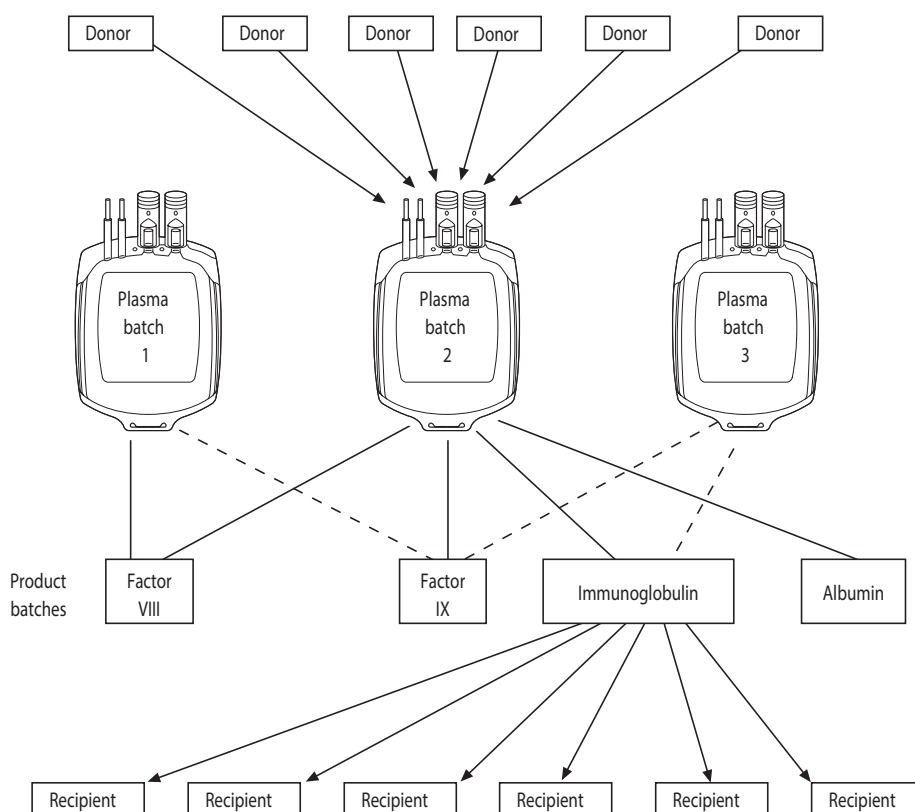 Donor
Donor
Donor
Donor
Donor
Donor
Plasma
batch
1
Plasma
batch
2
Plasma
batch
3
Product
batches
Factor
VIII
Factor
IX
Immunoglobulin
Albumin
Recipient
Recipient
Recipient
Recipient
Recipient
Recipient